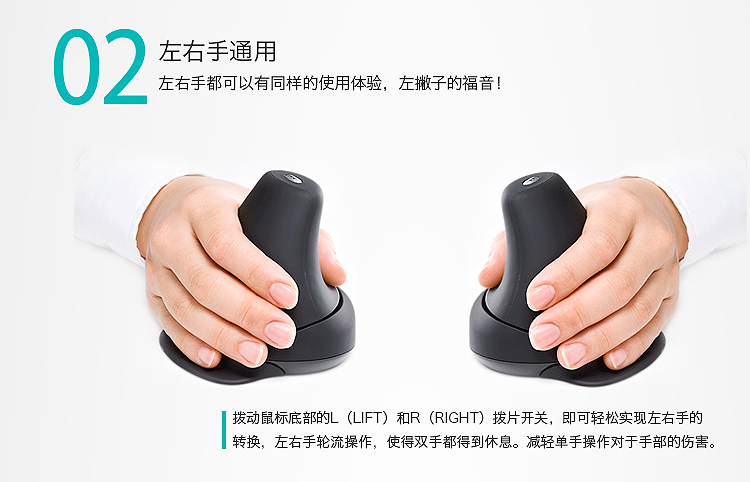 02
左右手通用
左右手都可以有同样的使用体验，左撇子的福音！
拨动鼠标底部的L（LIFT）和R（RIGHT）拨片开关，即可轻松实现左右手的
转换，左右手轮流操作，使得双手都得到休息。减轻单手操作对于手部的伤害。